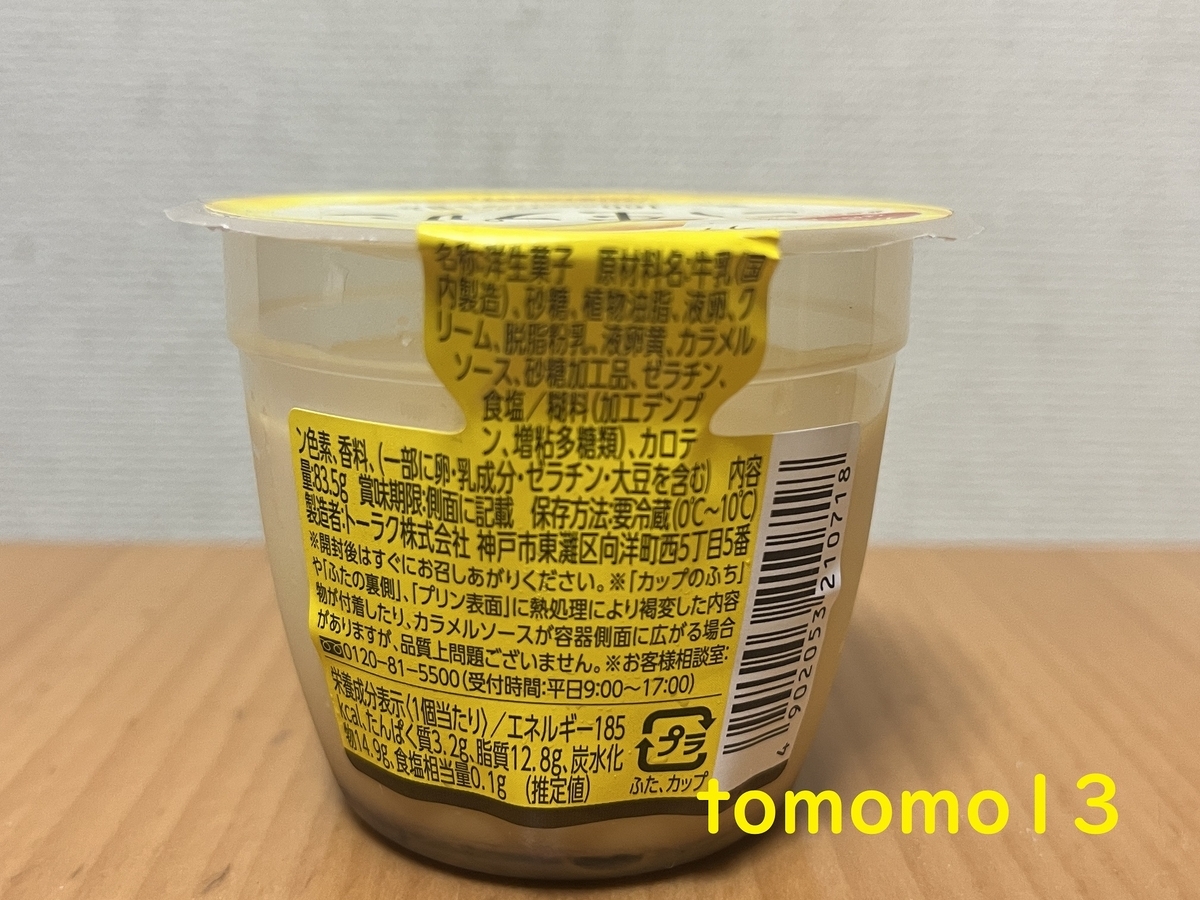 名称:洋生菓子　原材料名:牛乳(国
内製造)、砂糖、植物油脂、液卵、ク
リーム、脱脂粉乳、液卵黄、カラメル
ソース、砂糖加工品、ゼラチン、
食塩／糊料(加工デンプ
ン、増粘多糖類)、カロテ
ン色素、香料、(一部に卵・乳成分・ゼラチン・大豆を含む)　内容
量:83.5g　賞味期限:側面に記載　保存方法:要冷蔵(0℃～10℃)
製造者:トーラク株式会社 神戸市東灘区向洋町西5丁目5番
※開封後はすぐにお召しあがりください。※「カップのふち」
や「ふたの裏側」、「プリン表面」に熱処理により褐変した内容
物が付着したり、カラメルソースが容器側面に広がる場合
がありますが、品質上問題ございません。※お客様相談室:
0120-81-5500(受付時間:平日9:00～17:00)
栄養成分表示(1個当たり)／エネルギー185
kcal、たんぱく質3.2g、脂質12.8g、炭水化
物14.9g、食塩相当量0.1g　(推定値)
プラ
ふた、カップ
4 902053 210718
tomomo13